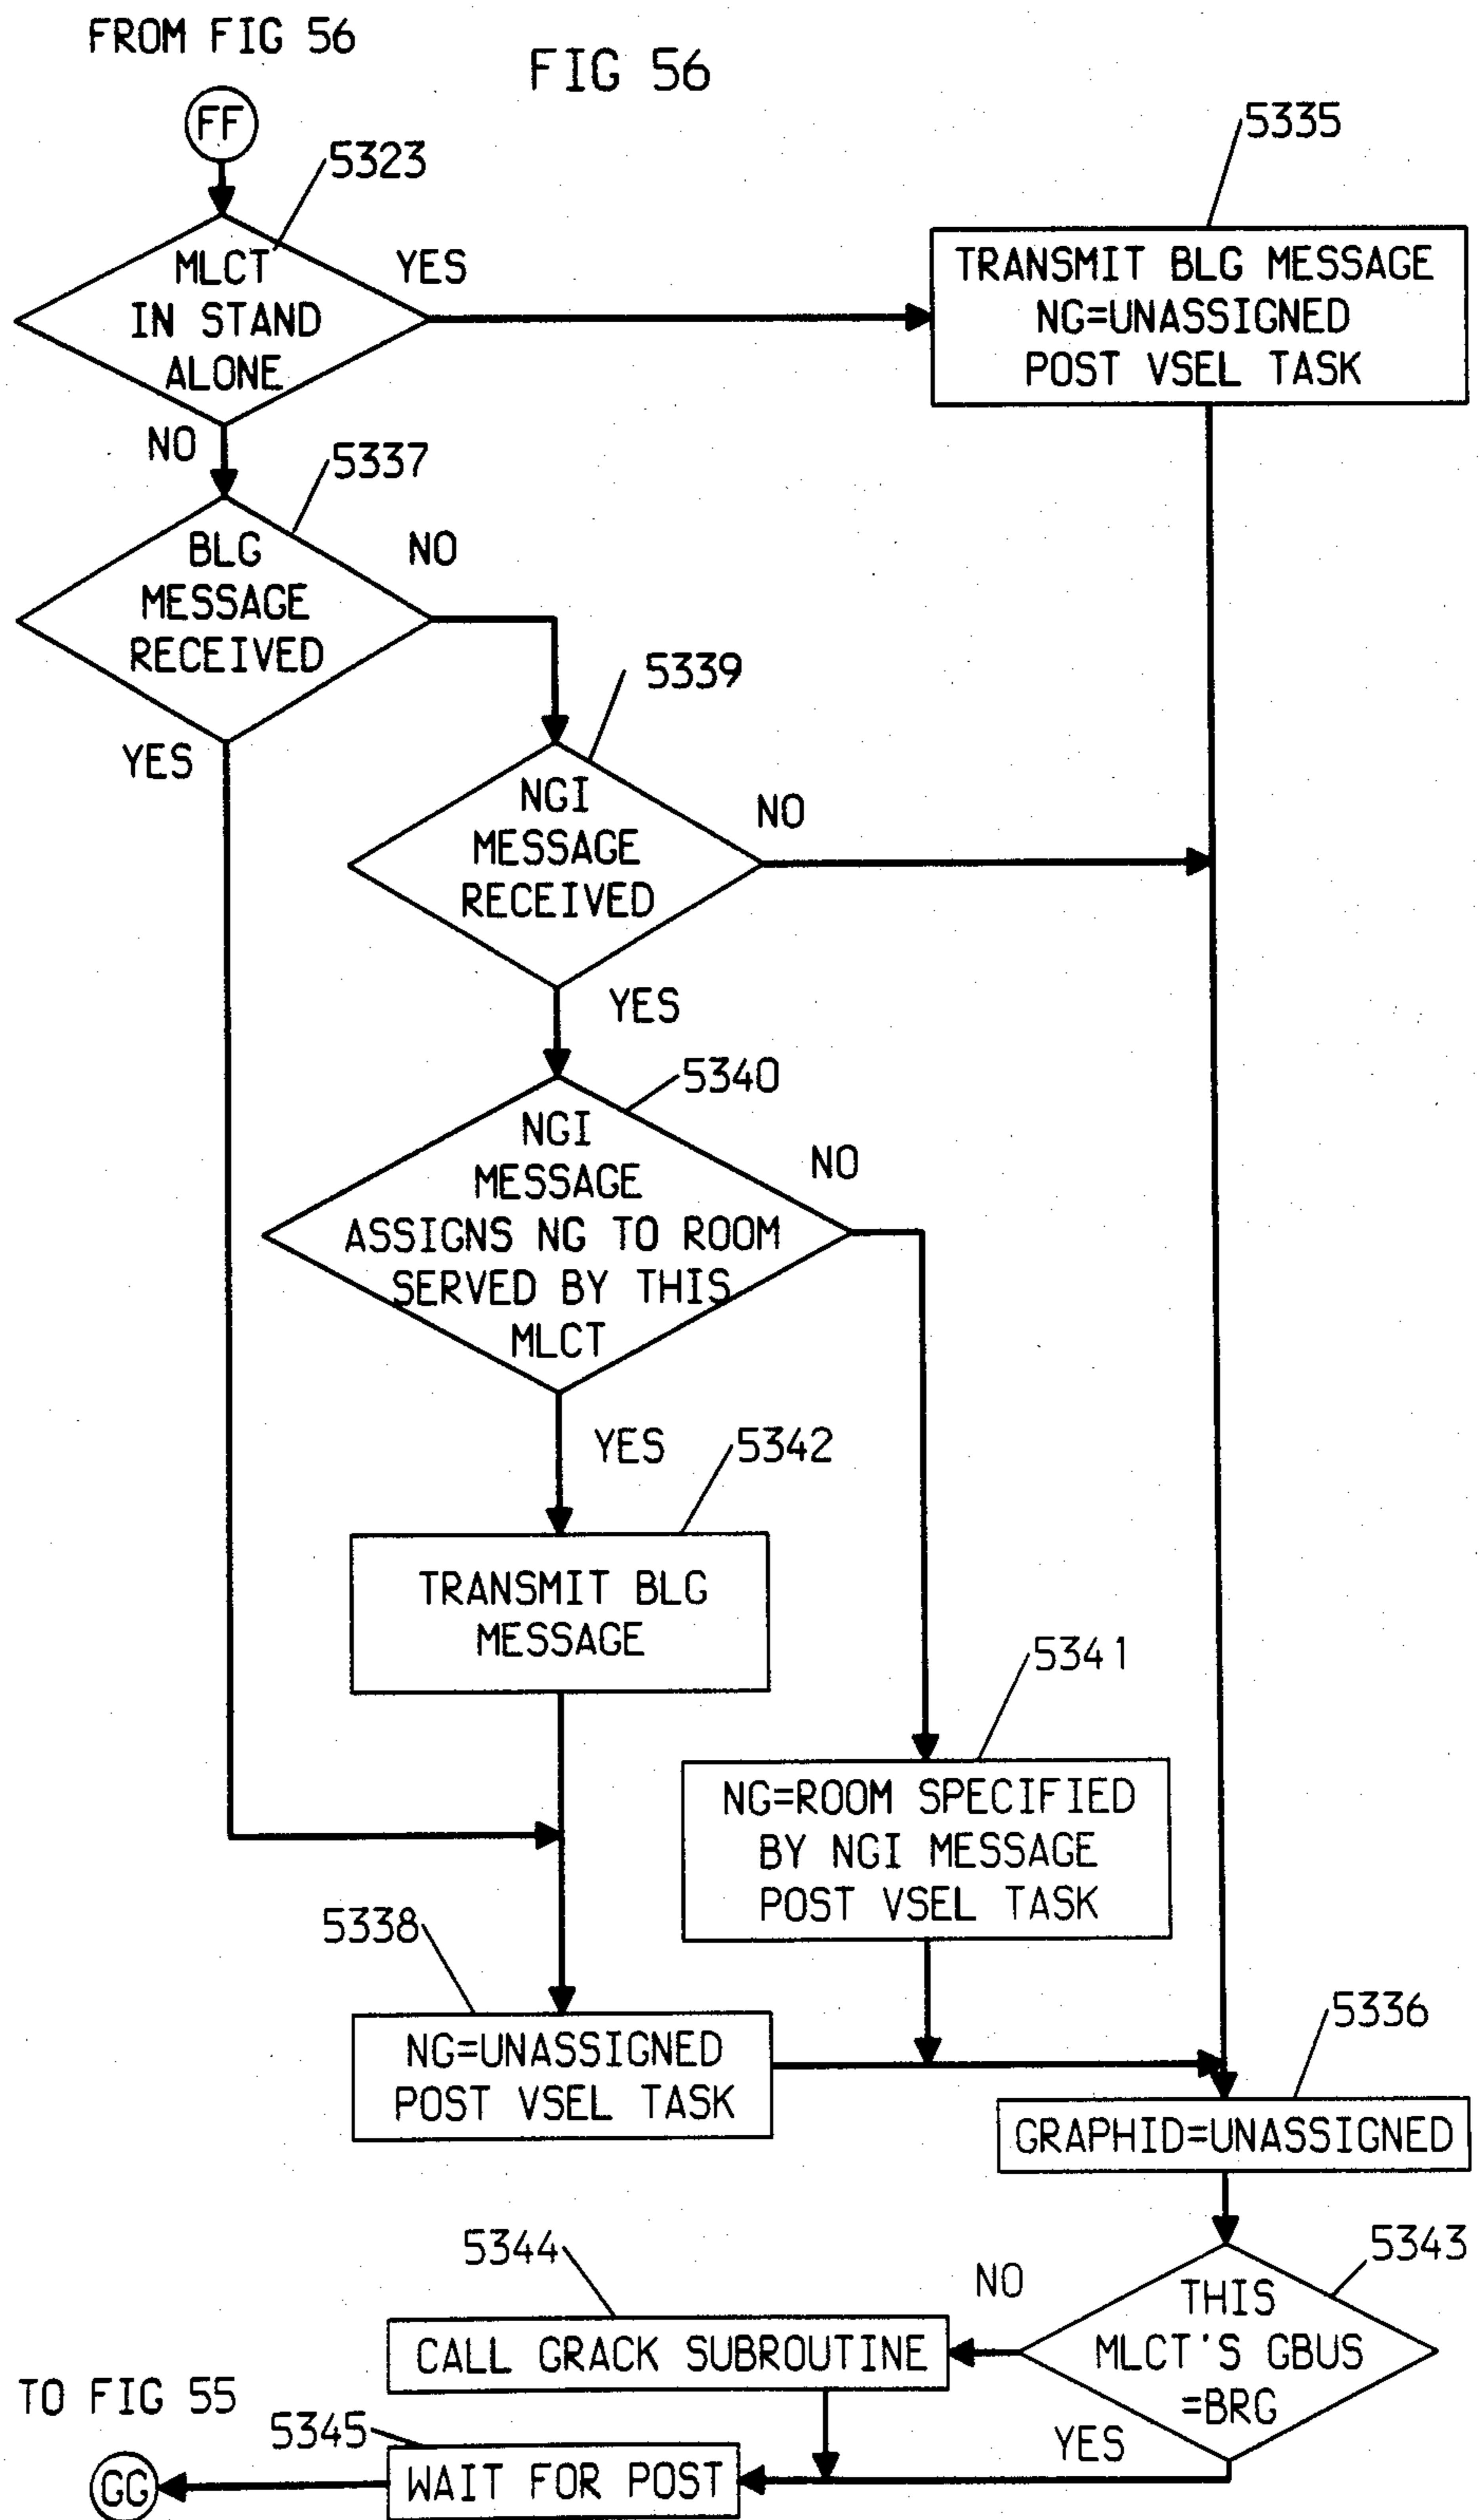 FROM FIG 56
FIG 56
FF
5323
5335
MLCT
IN STAND
ALONE
YES
NO
TRANSMIT BLG MESSAGE
NG=UNASSIGNED
POST VSEL TASK
5337
BLG
MESSAGE
RECEIVED
NO
YES
5339
NGI
MESSAGE
RECEIVED
NO
YES
5340
NGI
MESSAGE
ASSIGNS NG TO ROOM
SERVED BY THIS
MLCT
NO
YES
5342
TRANSMIT BLG
MESSAGE
5341
NG=ROOM SPECIFIED
BY NGI MESSAGE
POST VSEL TASK
5338
NG=UNASSIGNED
POST VSEL TASK
5336
GRAPHID=UNASSIGNED
5343
THIS
MLCT'S GBUS
=BRG
NO
YES
5344
CALL GRACK SUBROUTINE
5345
WAIT FOR POST
TO FIG 55
GG